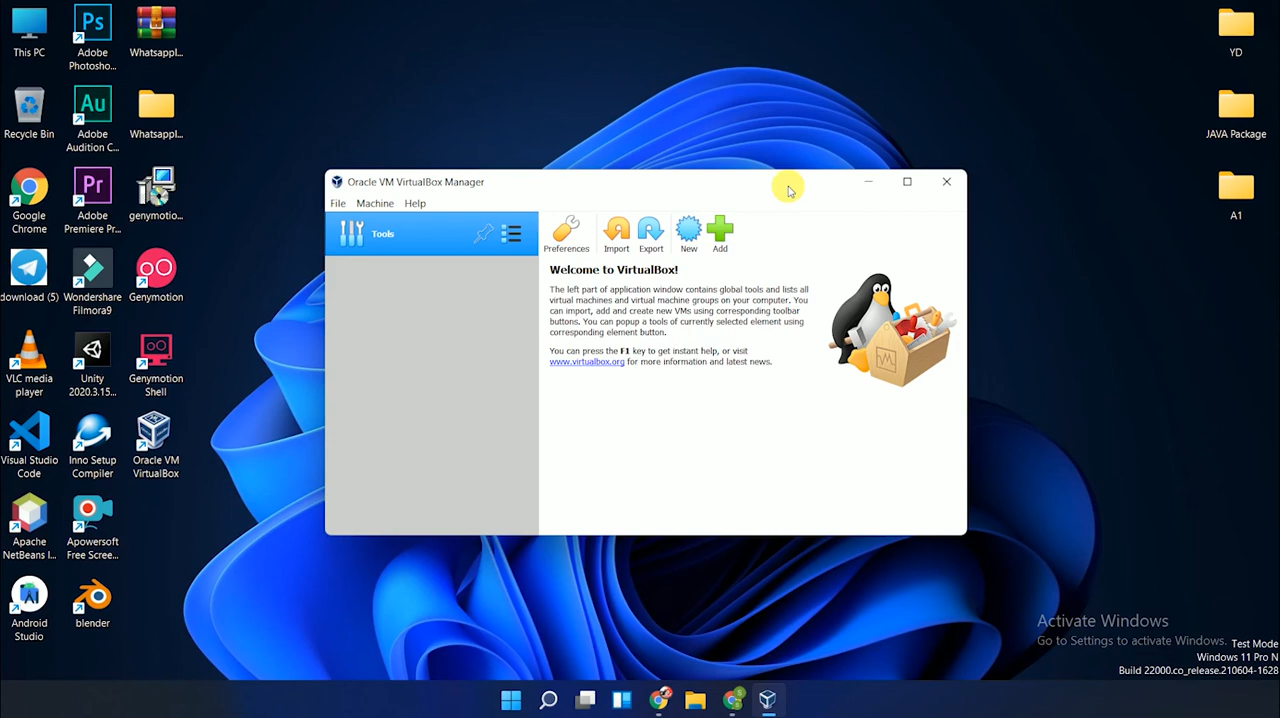 This PC
Adobe
Photosho...
Whatsappl...
Recycle Bin
Adobe
Audition C...
Whatsappl...
Google
Chrome
Adobe
Premiere Pr...
genymotio...
download (5)
Wondershare
Filmora9
Genymotion
VLC media
player
Unity
2020.3.15...
Genymotion
Shell
Visual Studio
Code
Inno Setup
Compiler
Oracle VM
VirtualBox
Apache
NetBeans I...
Apowersoft
Free Scree...
Android
Studio
blender
Oracle VM VirtualBox Manager
File Machine Help
Tools
Preferences Import Export New Add
Welcome to VirtualBox!
The left part of application window contains global tools and lists all
virtual machines and virtual machine groups on your computer. You
can import, add and create new VMs using corresponding toolbar
buttons. You can popup a tools of currently selected element using
corresponding element button.
You can press the F1 key to get instant help, or visit
www.virtualbox.org for more information and latest news.
YD
JAVA Package
A1
Activate Windows
Go to Settings to activate Windows.
Test Mode
Windows 11 Pro N
Build 22000.co_release.210604-1628